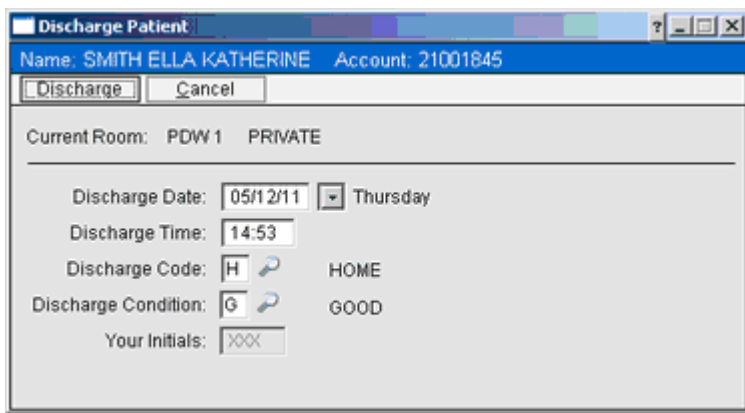 Discharge Patient ?
Name: SMITH ELLA KATHERINE Account: 21001845
Discharge Cancel
Current Room: PDW 1 PRIVATE
Discharge Date: 05/12/11 Thursday
Discharge Time: 14:53
Discharge Code: H HOME
Discharge Condition: G GOOD
Your Initials: XXX